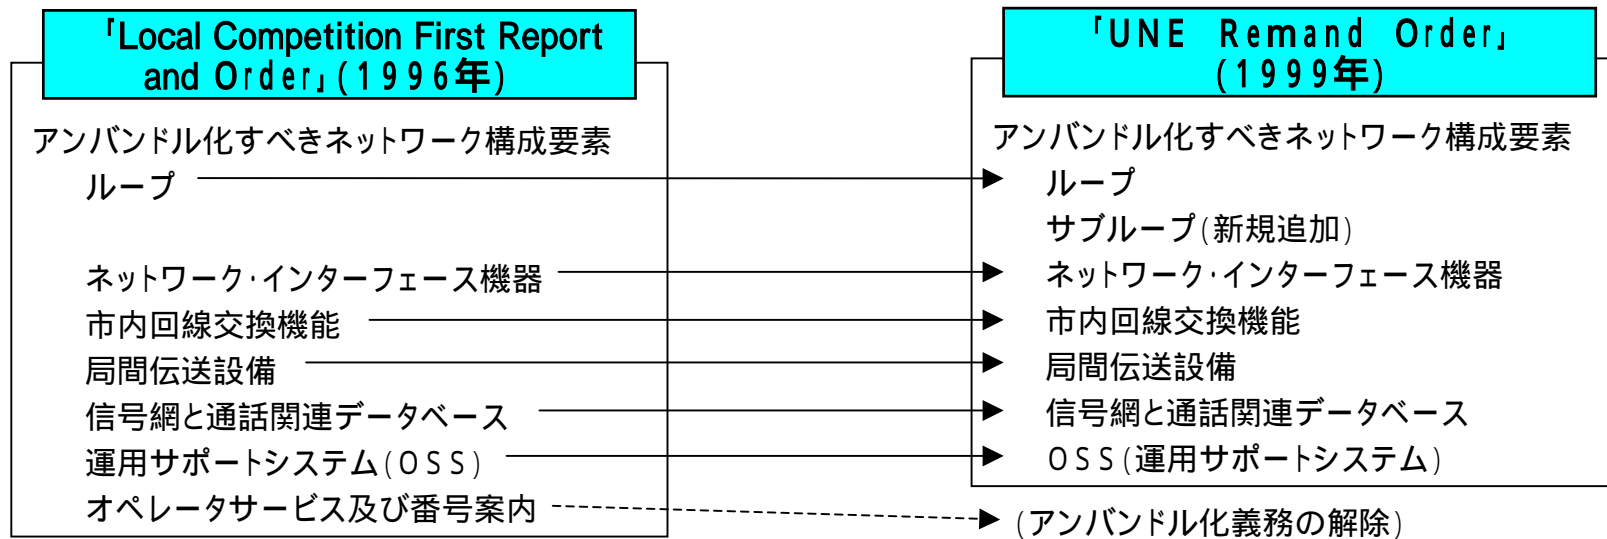 「Local Competition First Report
and Order」(1996年)
アンバンドル化すべきネットワーク構成要素
ループ
ネットワーク・インターフェース機器
市内回線交換機能
局間伝送設備
信号網と通話関連データベース
運用サポートシステム(OSS)
オペレータサービス及び番号案内
「UNE Remand Order」
(1999年)
アンバンドル化すべきネットワーク構成要素
ループ
サブループ(新規追加)
ネットワーク・インターフェース機器
市内回線交換機能
局間伝送設備
信号網と通話関連データベース
OSS(運用サポートシステム)
(アンバンドル化義務の解除)